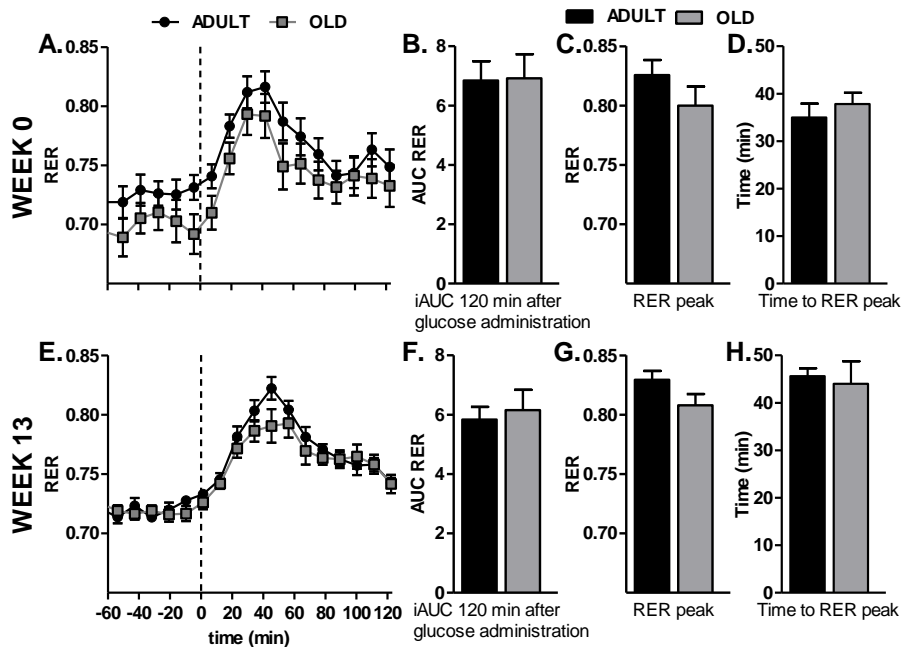 ADULT OLD
ADULT
OLD
A. B. C. D.
WEEK 0
RER
0.85
0.80
0.75
0.70
AUC RER
8
6
4
2
0
iAUC 120 min after
glucose administration
RER
0.85
0.80
0.75
0.70
RER peak
Time (min)
50
40
30
20
10
0
Time to RER peak
E. F. G. H.
WEEK 13
RER
0.85
0.80
0.75
0.70
-60 -40 -20 0 20 40 60 80 100 120
time (min)
AUC RER
8
6
4
2
0
iAUC 120 min after
glucose administration
RER
0.85
0.80
0.75
0.70
RER peak
Time (min)
50
40
30
20
10
0
Time to RER peak